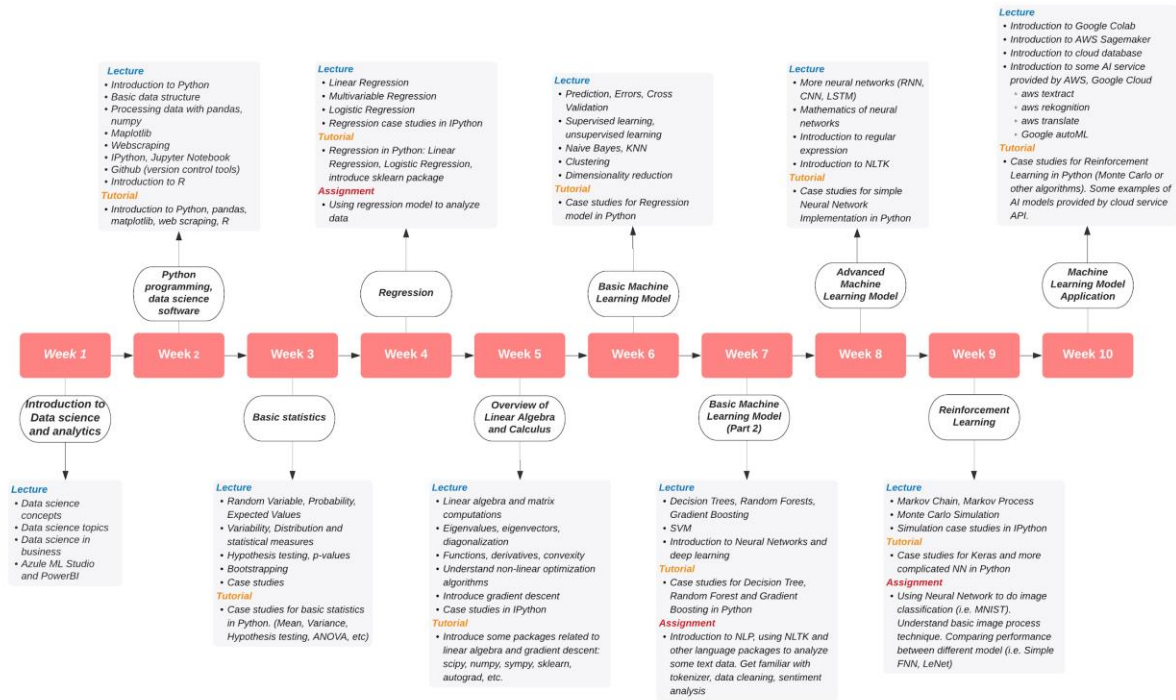 Lecture
• Introduction to Python
• Basic data structure
• Processing data with pandas,
numpy
• Maplotlib
• Webscraping
• IPython, Jupyter Notebook
• Github (version control tools)
• Introduction to R
Tutorial
• Introduction to Python, pandas,
matplotlib, web scraping, R
Lecture
• Linear Regression
• Multivariable Regression
• Logistic Regression
• Regression case studies in IPython
Tutorial
• Regression in Python: Linear
Regression, Logistic Regression,
introduce sklearn package
Assignment
• Using regression model to analyze
data
Lecture
• Prediction, Errors, Cross
Validation
• Supervised learning,
unsupervised learning
• Naive Bayes, KNN
• Clustering
• Dimensionality reduction
Tutorial
• Case studies for Regression
model in Python
Lecture
• More neural networks (RNN,
CNN, LSTM)
• Mathematics of neural
networks
• Introduction to regular
expression
• Introduction to NLTK
Tutorial
• Case studies for simple
Neural Network
Implementation in Python
Lecture
• Introduction to Google Colab
• Introduction to AWS Sagemaker
• Introduction to cloud database
• Introduction to some AI service
provided by AWS, Google Cloud
◦ aws textract
◦ aws rekognition
◦ aws translate
◦ Google autoML
Tutorial
• Case studies for Reinforcement
Learning in Python (Monte Carlo or
other algorithms). Some examples of
AI models provided by cloud service
API.
Python
programming,
data science
software
Regression
Basic Machine
Learning Model
Advanced
Machine
Learning Model
Machine
Learning Model
Application
Week 1
Week 2
Week 3
Week 4
Week 5
Week 6
Week 7
Week 8
Week 9
Week 10
Introduction to
Data science
and analytics
Basic statistics
Overview of
Linear Algebra
and Calculus
Basic Machine
Learning Model
(Part 2)
Reinforcement
Learning
Lecture
• Data science
concepts
• Data science topics
• Data science in
business
• Azule ML Studio
and PowerBI
Lecture
• Random Variable, Probability,
Expected Values
• Variability, Distribution and
statistical measures
• Hypothesis testing, p-values
• Bootstrapping
• Case studies
Tutorial
• Case studies for basic statistics
in Python. (Mean, Variance,
Hypothesis testing, ANOVA, etc)
Lecture
• Linear algebra and matrix
computations
• Eigenvalues, eigenvectors,
diagonalization
• Functions, derivatives, convexity
• Understand non-linear optimization
algorithms
• Introduce gradient descent
• Case studies in IPython
Tutorial
• Introduce some packages related to
linear algebra and gradient descent:
scipy, numpy, sympy, sklearn,
autograd, etc.
Lecture
• Decision Trees, Random Forests,
Gradient Boosting
• SVM
• Introduction to Neural Networks and
deep learning
Tutorial
• Case studies for Decision Tree,
Random Forest and Gradient
Boosting in Python
Assignment
• Introduction to NLP, using NLTK and
other language packages to analyze
some text data. Get familiar with
tokenizer, data cleaning, sentiment
analysis
Lecture
• Markov Chain, Markov Process
• Monte Carlo Simulation
• Simulation case studies in IPython
Tutorial
• Case studies for Keras and more
complicated NN in Python
Assignment
• Using Neural Network to do image
classification (i.e. MNIST).
Understand basic image process
technique. Comparing performance
between different model (i.e. Simple
FNN, LeNet)